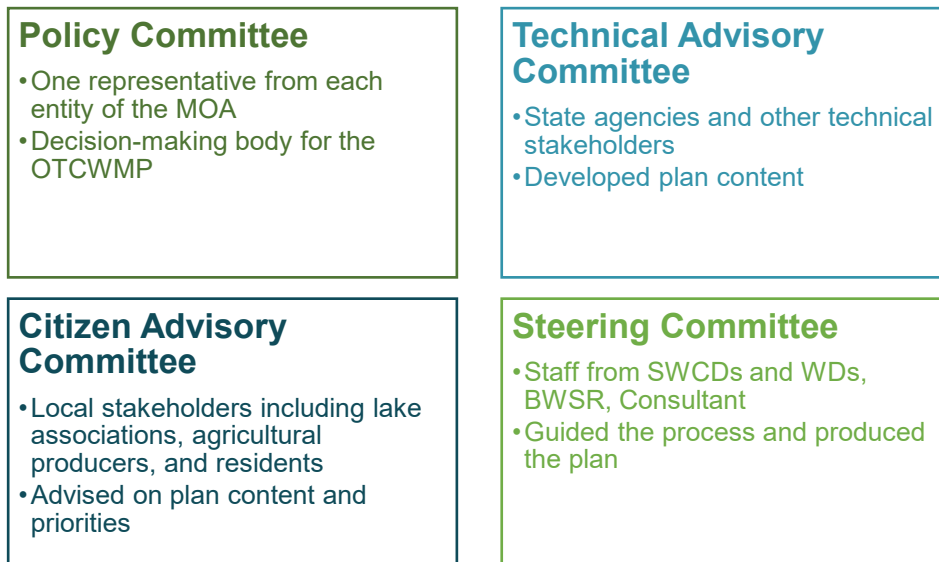 Policy Committee
•One representative from each
entity of the MOA
•Decision-making body for the
OTCWMP
Technical Advisory
Committee
•State agencies and other technical
stakeholders
•Developed plan content
Citizen Advisory
Committee
•Local stakeholders including lake
associations, agricultural
producers, and residents
•Advised on plan content and
priorities
Steering Committee
•Staff from SWCDs and WDs,
BWSR, Consultant
•Guided the process and produced
the plan